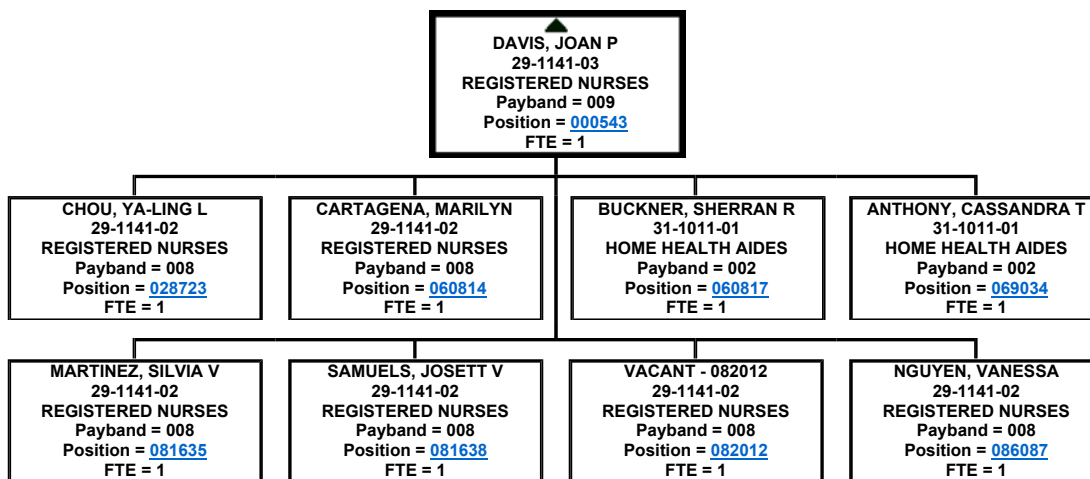 DAVIS, JOAN P
29-1141-03
REGISTERED NURSES
Payband = 009
Position = 000543
FTE = 1
CHOU, YA-LING L
29-1141-02
REGISTERED NURSES
Payband = 008
Position = 028723
FTE = 1
CARTAGENA, MARILYN
29-1141-02
REGISTERED NURSES
Payband = 008
Position = 060814
FTE = 1
BUCKNER, SHERRAN R
31-1011-01
HOME HEALTH AIDES
Payband = 002
Position = 060817
FTE = 1
ANTHONY, CASSANDRA T
31-1011-01
HOME HEALTH AIDES
Payband = 002
Position = 069034
FTE = 1
MARTINEZ, SILVIA V
29-1141-02
REGISTERED NURSES
Payband = 008
Position = 081635
FTE = 1
SAMUELS, JOSETT V
29-1141-02
REGISTERED NURSES
Payband = 008
Position = 081638
FTE = 1
VACANT - 082012
29-1141-02
REGISTERED NURSES
Payband = 008
Position = 082012
FTE = 1
NGUYEN, VANESSA
29-1141-02
REGISTERED NURSES
Payband = 008
Position = 086087
FTE = 1